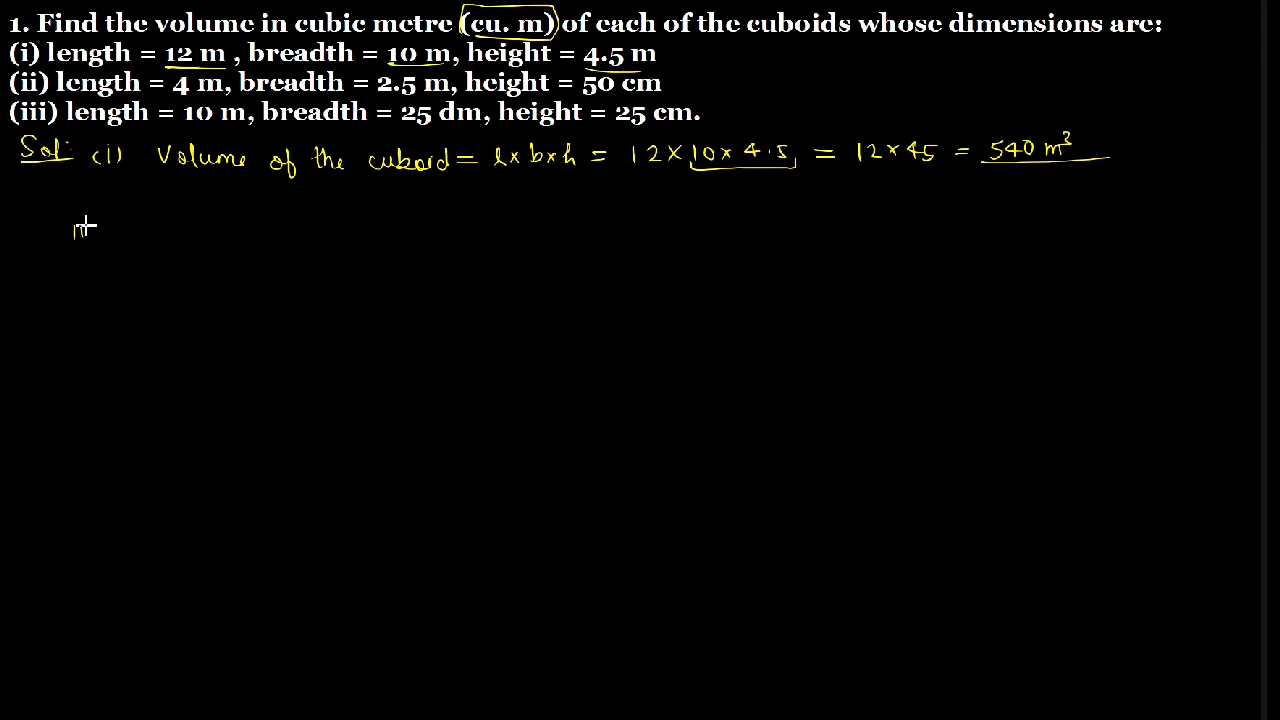 1. Find the volume in cubic metre (cu. m) of each of the cuboids whose dimensions are:
(i) length = 12 m , breadth = 10 m, height = 4.5 m
(ii) length = 4 m, breadth = 2.5 m, height = 50 cm
(iii) length = 10 m, breadth = 25 dm, height = 25 cm.
Sol: (i) Volume of the cuboid = l × b × h = 12 × 10 × 4.5 = 12 × 45 = 540 m³